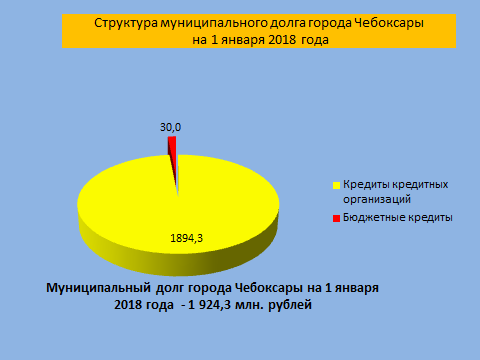 Структура муниципального долга города Чебоксары
на 1 января 2018 года
30,0
1894,3
Кредиты кредитных
организаций
Бюджетные кредиты
Муниципальный долг города Чебоксары на 1 января
2018 года - 1 924,3 млн. рублей